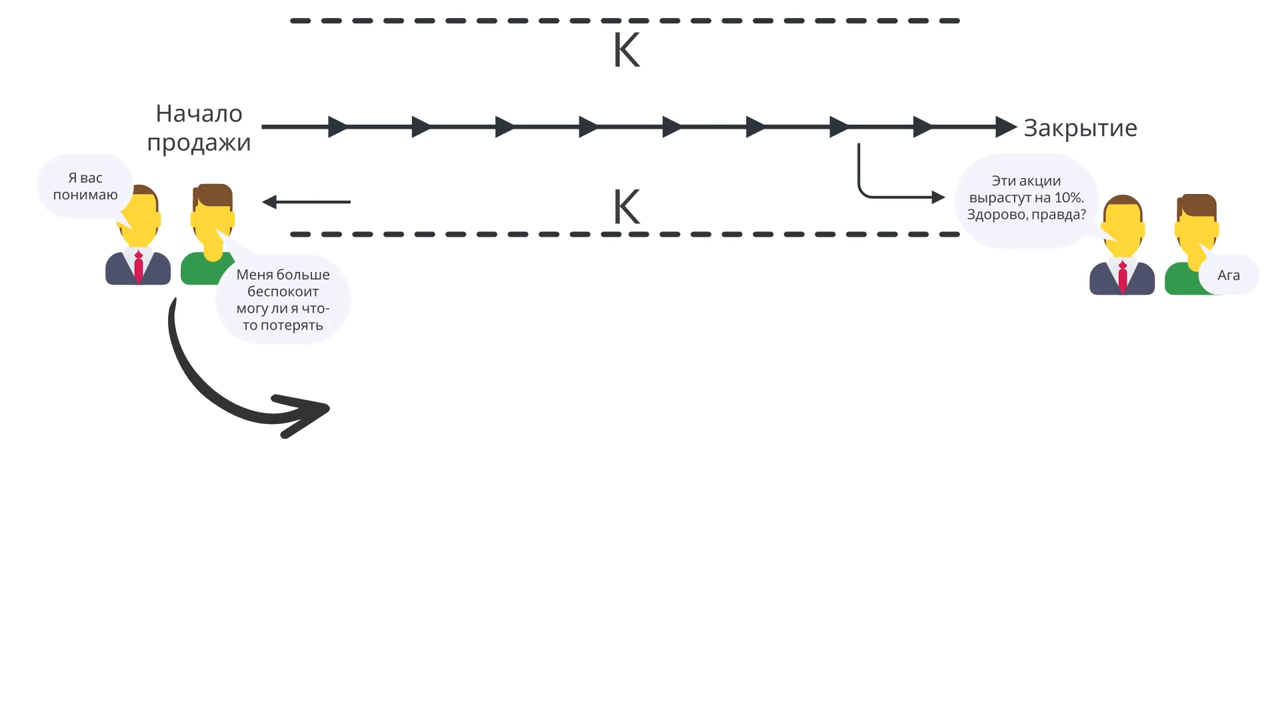 К
Начало
продажи
Закрытие
Я вас
понимаю
К
Эти акции
вырастут на 10%.
Здорово, правда?
Меня больше
беспокоит
могу ли я что-
то потерять
Ага